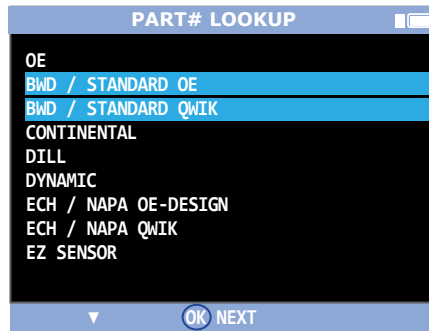 PART# LOOKUP
OE
BWD / STANDARD OE
BWD / STANDARD QWIK
CONTINENTAL
DILL
DYNAMIC
ECH / NAPA OE-DESIGN
ECH / NAPA QWIK
EZ SENSOR
▼ OK NEXT